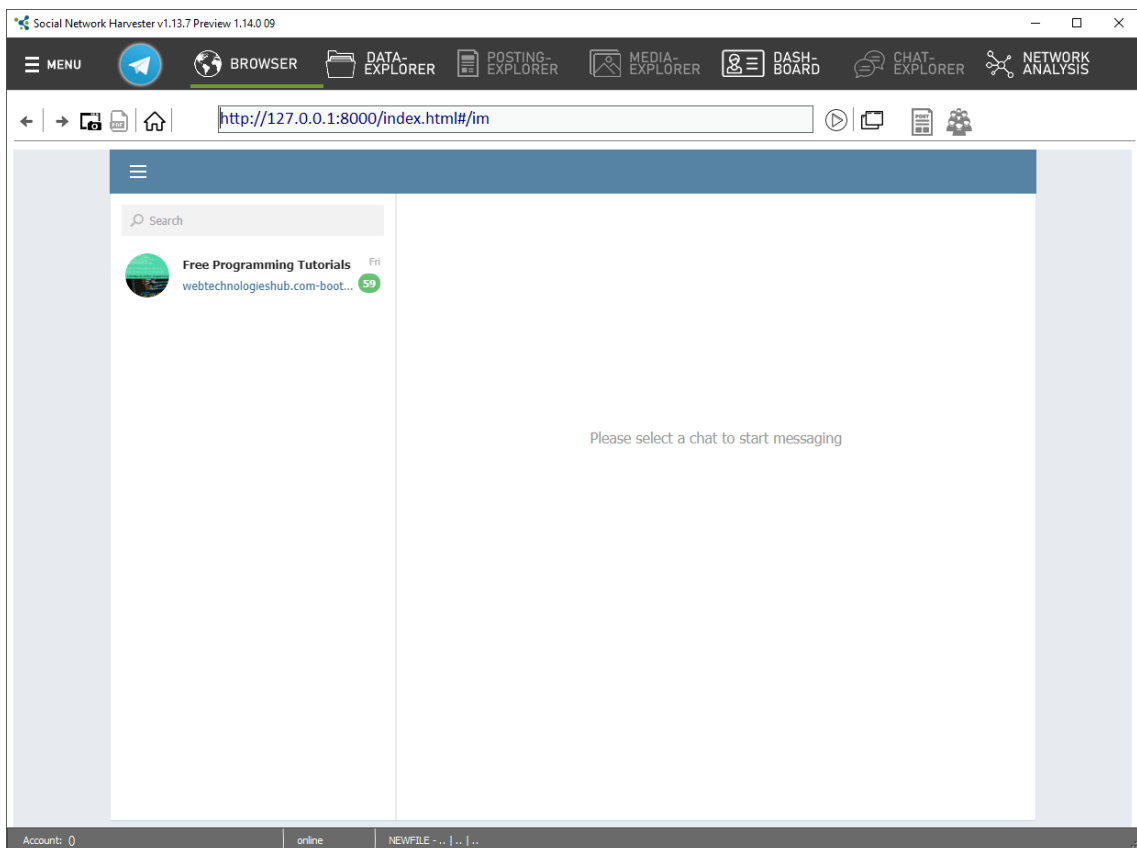 Social Network Harvester v1.13.7 Preview 1.14.0 09
MENU
BROWSER
DATA-
EXPLORER
POSTING-
EXPLORER
MEDIA-
EXPLORER
DASH-
BOARD
CHAT-
EXPLORER
NETWORK
ANALYSIS
PDF
http://127.0.0.1:8000/index.html#/im
POST
Search
Free Programming Tutorials Fri
webtechnologieshub.com-boot... 59
Please select a chat to start messaging
Account: () online NEWFILE - .. | .. | ..